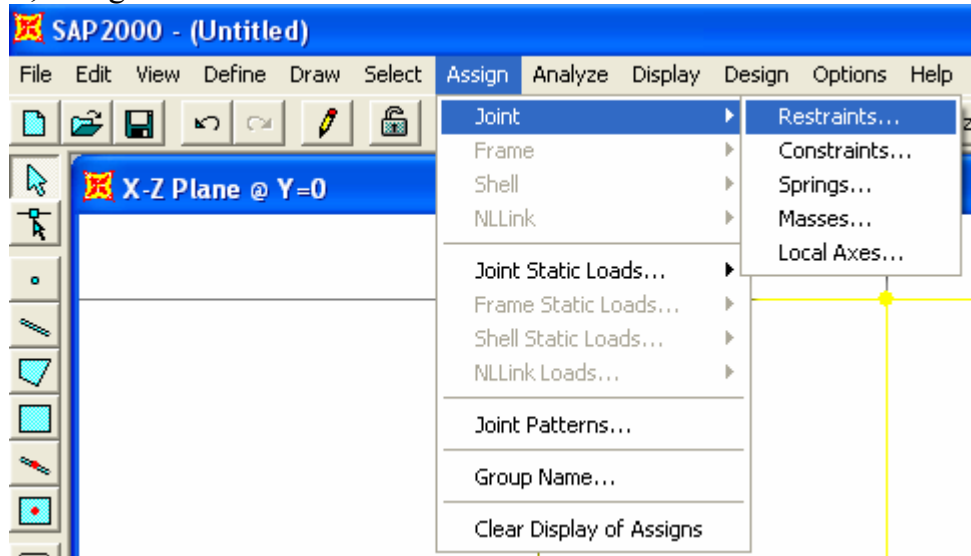 SAP2000 - (Untitled)
File Edit View Define Draw Select Assign Analyze Display Design Options Help
Joint
Restraints...
Frame
Constraints...
Shell
Springs...
NLLink
Masses...
Local Axes...
X-Z Plane @ Y=0
Joint Static Loads...
Frame Static Loads...
Shell Static Loads...
NLLink Loads...
Joint Patterns...
Group Name...
Clear Display of Assigns